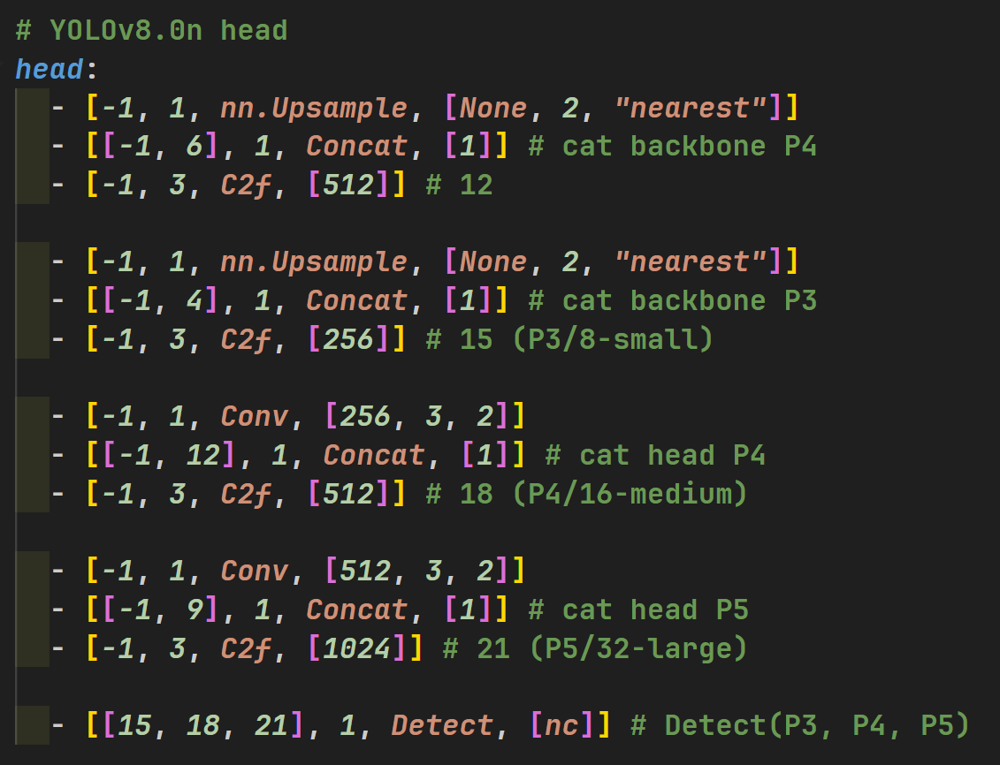 # YOLOv8.0n head
head:
- [-1, 1, nn.Upsample, [None, 2, "nearest"]]
- [[-1, 6], 1, Concat, [1]] # cat backbone P4
- [-1, 3, C2f, [512]] # 12
- [-1, 1, nn.Upsample, [None, 2, "nearest"]]
- [[-1, 4], 1, Concat, [1]] # cat backbone P3
- [-1, 3, C2f, [256]] # 15 (P3/8-small)
- [-1, 1, Conv, [256, 3, 2]]
- [[-1, 12], 1, Concat, [1]] # cat head P4
- [-1, 3, C2f, [512]] # 18 (P4/16-medium)
- [-1, 1, Conv, [512, 3, 2]]
- [[-1, 9], 1, Concat, [1]] # cat head P5
- [-1, 3, C2f, [1024]] # 21 (P5/32-large)
- [[15, 18, 21], 1, Detect, [nc]] # Detect(P3, P4, P5)